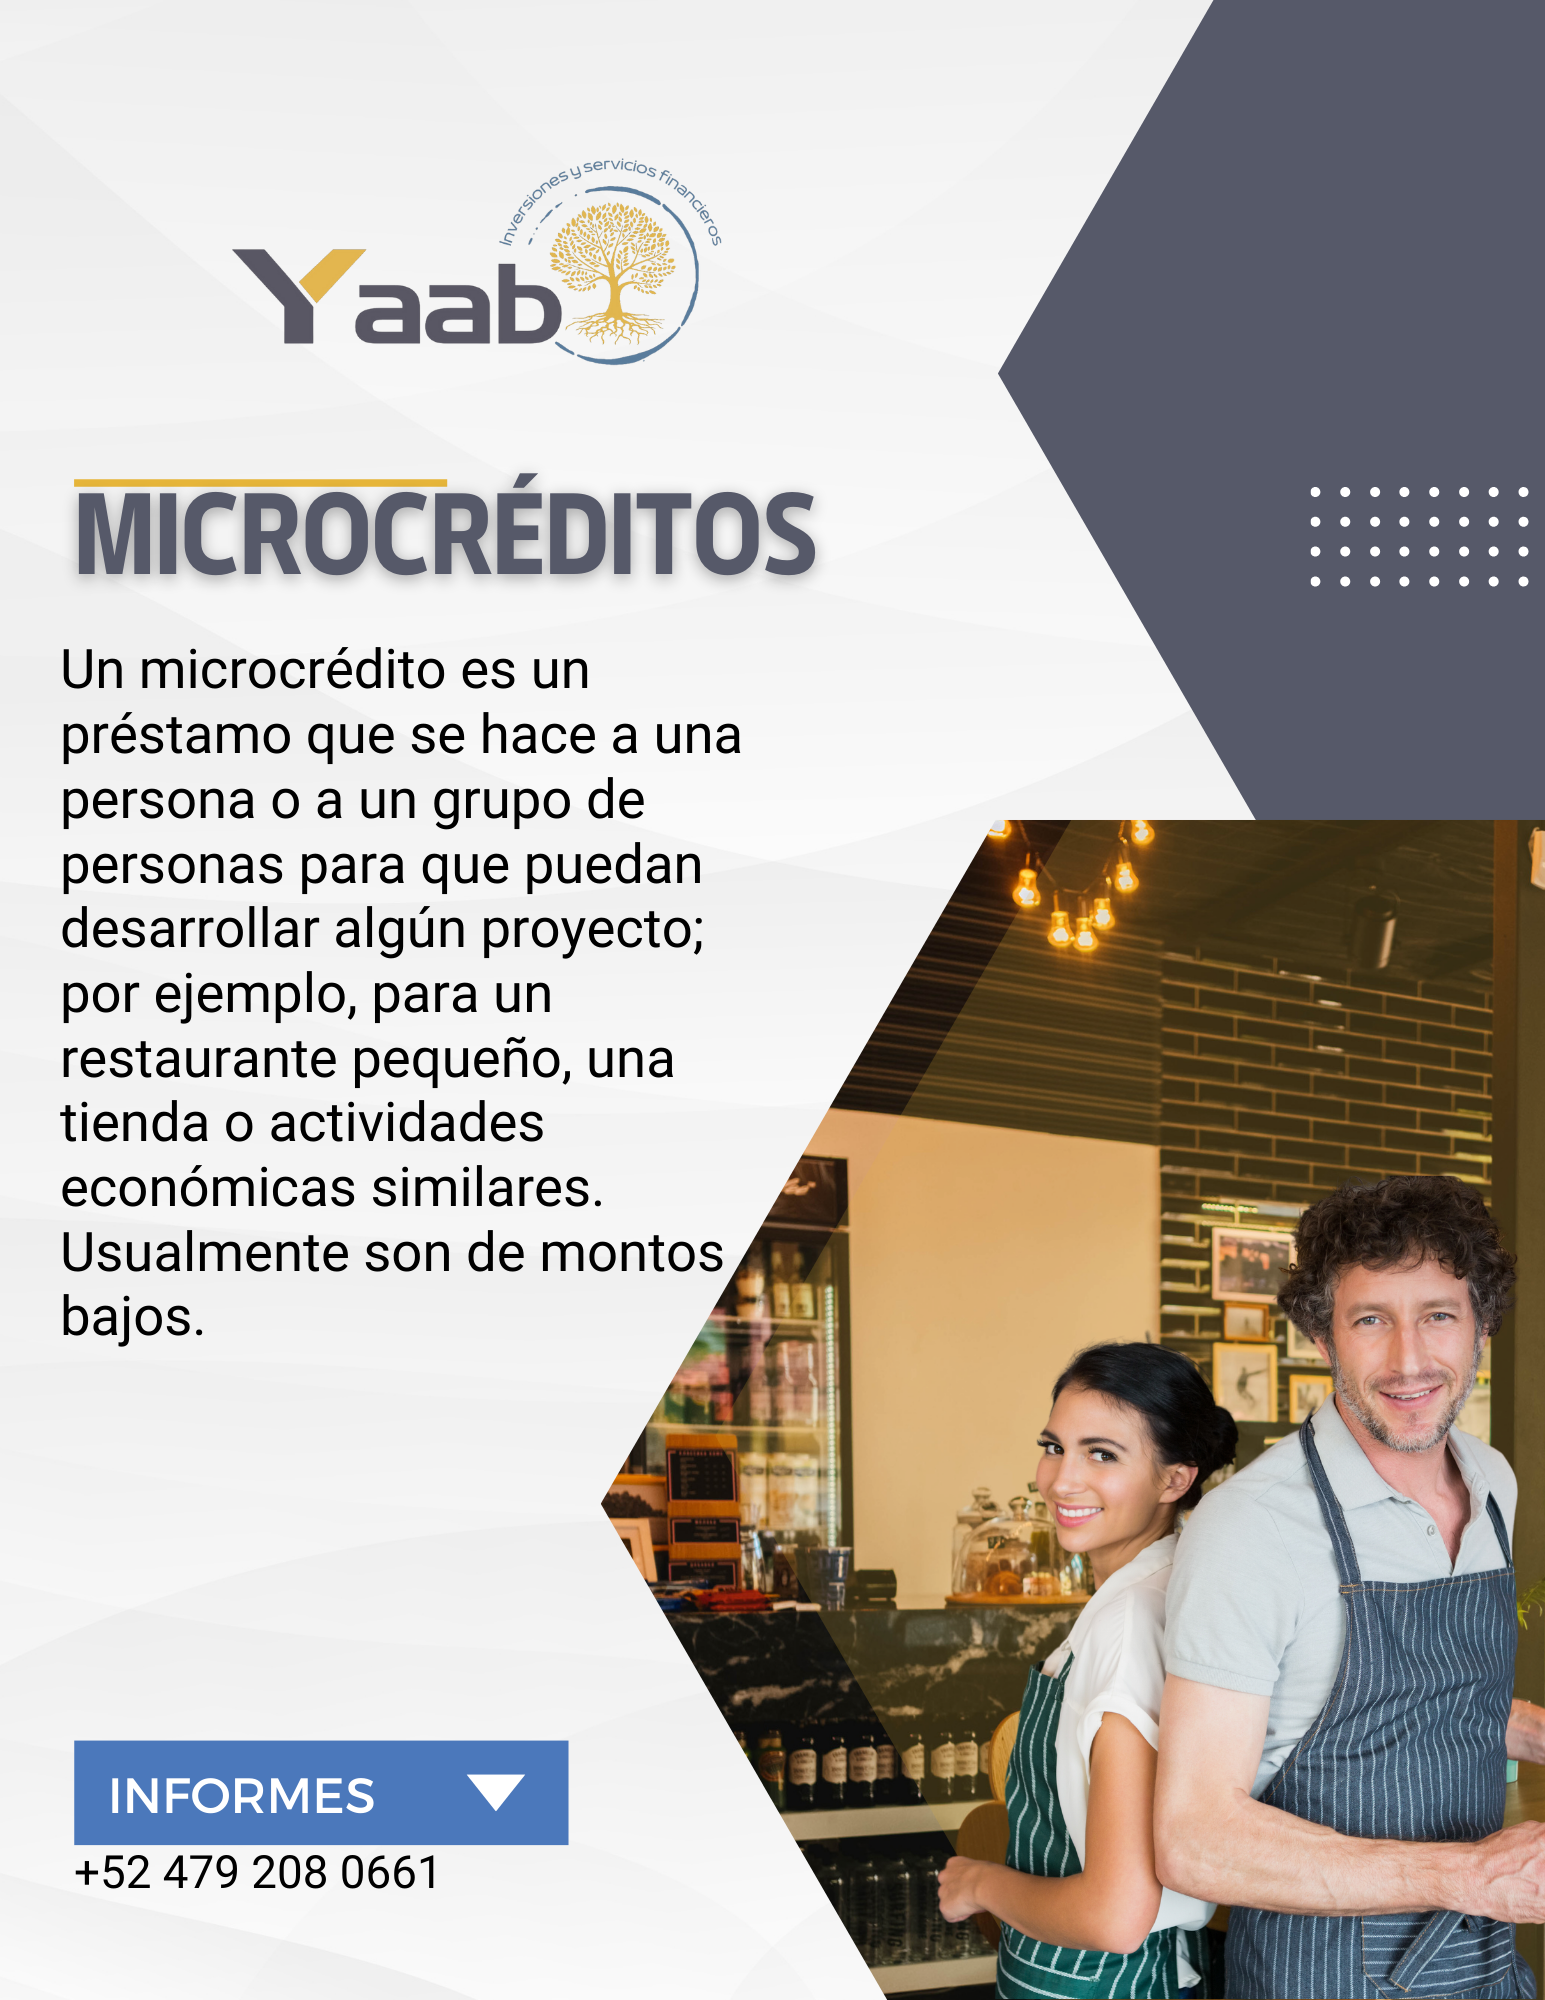 Inversiones y servicios financieros
Yaab
MICROCRÉDITOS
Un microcrédito es un
préstamo que se hace a una
persona o a un grupo de
personas para que puedan
desarrollar algún proyecto;
por ejemplo, para un
restaurante pequeño, una
tienda o actividades
económicas similares.
Usualmente son de montos
bajos.
INFORMES
+52 479 208 0661